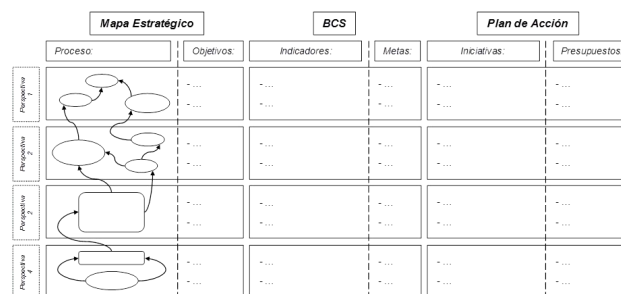 Mapa Estratégico BCS Plan de Acción
Proceso: Objetivos: Indicadores: Metas: Iniciativas: Presupuestos
Perspectiva
1
- … - … - … - … - …
- … - … - … - … - …
Perspectiva
2
- … - … - … - … - …
- … - … - … - … - …
Perspectiva
2
- … - … - … - … - …
- … - … - … - … - …
Perspectiva
4
- … - … - … - … - …
- … - … - … - … - …